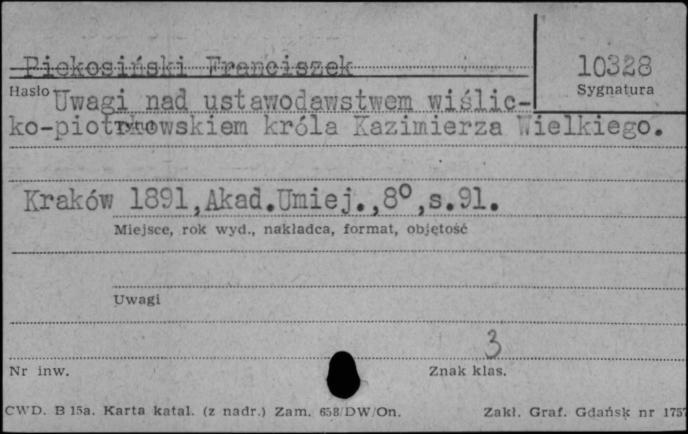 Piekosiński Franciszek
10328
Hasło
Sygnatura
Uwagi nad ustawodawstwem wiślic-
ko-piotrkowskiem króla Kazimierza Wielkiego.
Kraków 1891,Akad.Umiej.,8º,s.91.
Miejsce, rok wyd., nakładca, format, objętość
Uwagi
3
Nr inw.
Znak klas.
CWD. B 15a. Karta katal. (z nadr.) Zam. 658/DW/On.
Zakł. Graf. Gdańsk nr 1757